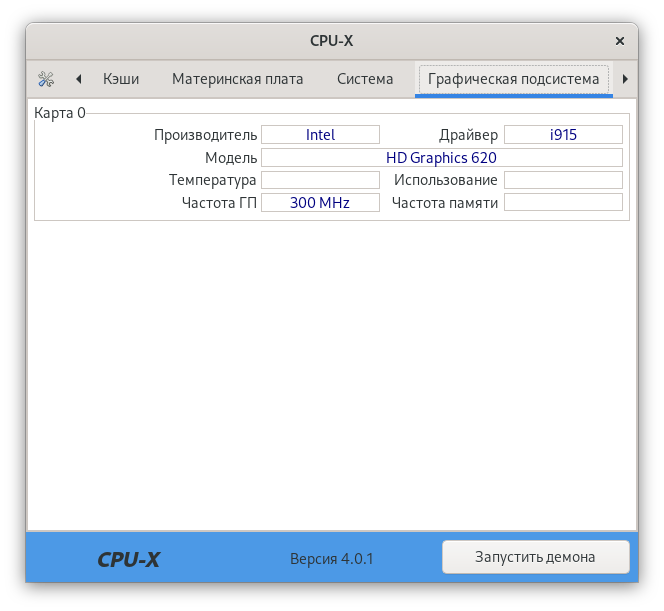 CPU-X
Кэши Материнская плата Система Графическая подсистема
Карта 0
Производитель Intel Драйвер i915
Модель HD Graphics 620
Температура Использование
Частота ГП 300 MHz Частота памяти
CPU-X Версия 4.0.1 Запустить демона